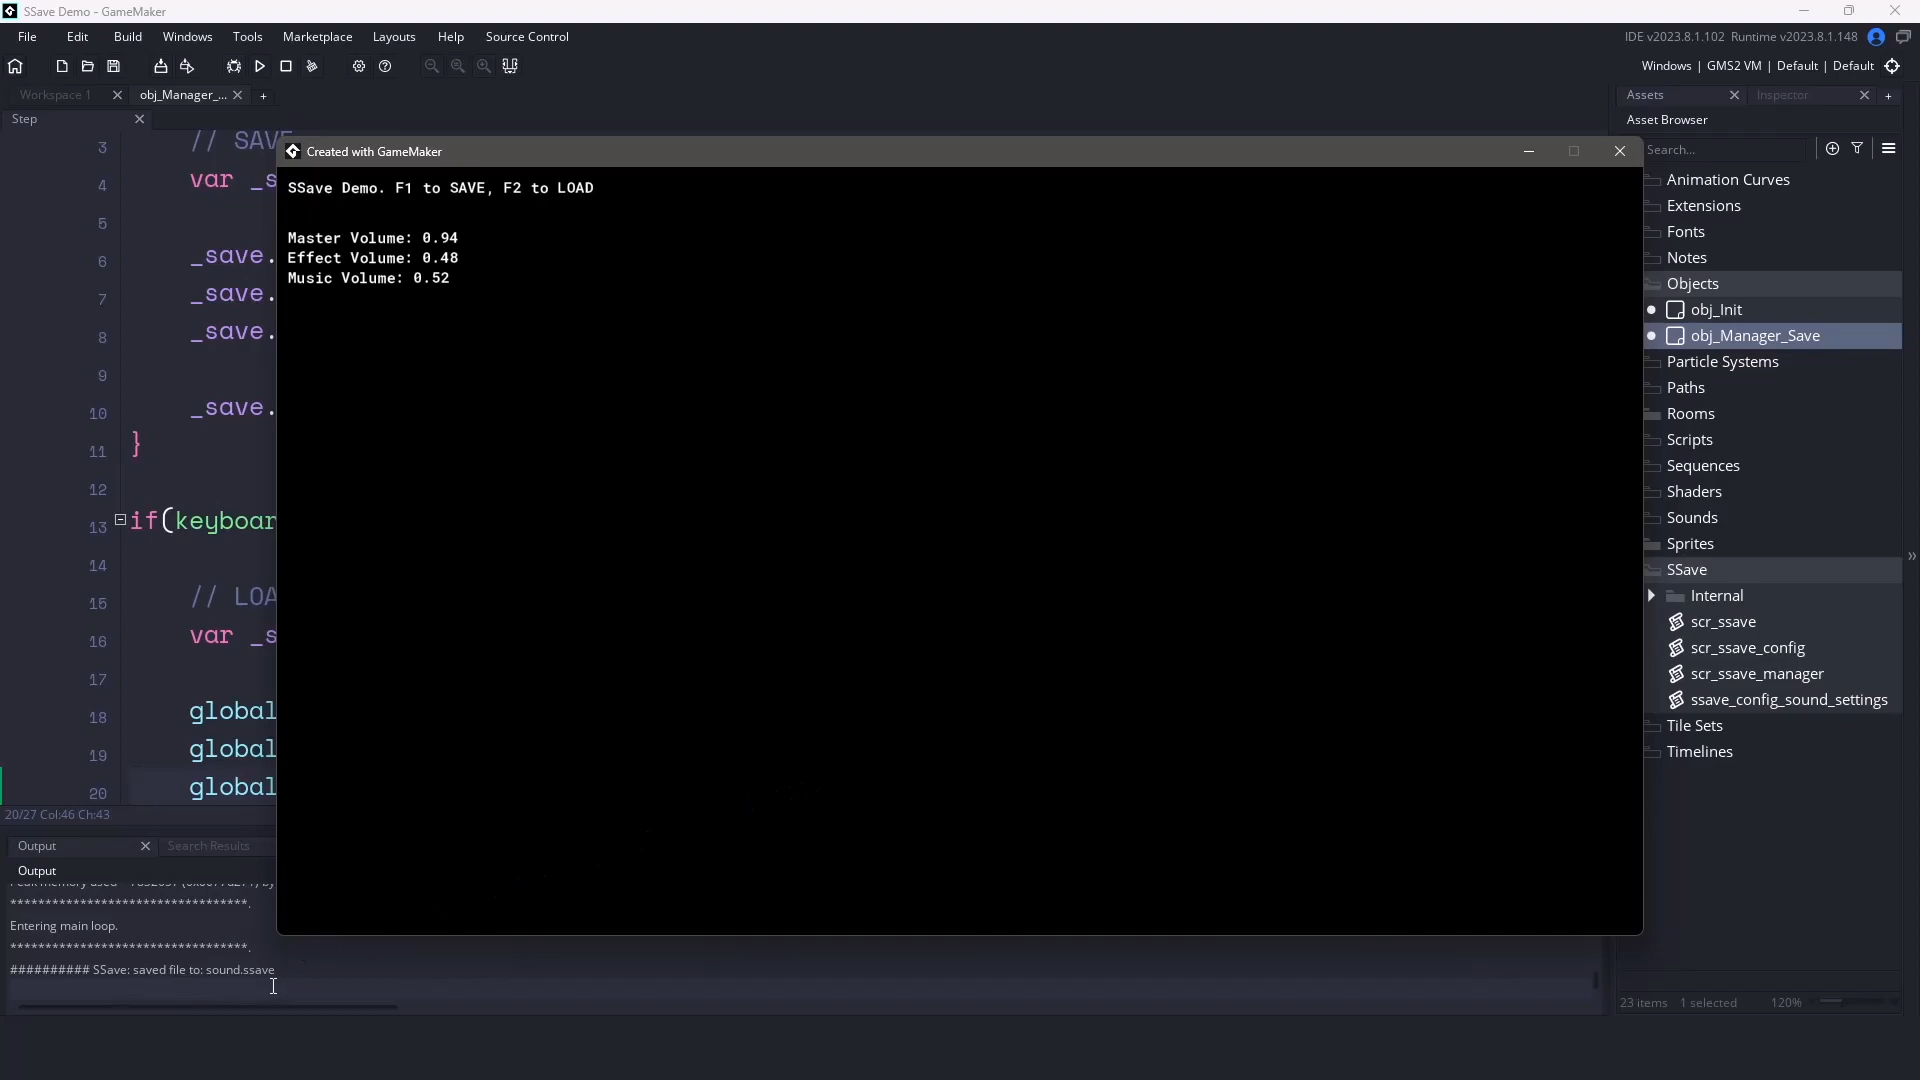 SSave Demo - GameMaker
File Edit Build Windows Tools Marketplace Layouts Help Source Control
IDE v2023.8.1.102 Runtime v2023.8.1.148
Windows | GMS2 VM | Default | Default
Workspace 1 obj_Manager_...
Step
3 // SAVE
4 var _s
5
6 _save.
7 _save.
8 _save.
9
10 _save.
11 }
12
13 if(keyboar
14
15 // LOA
16 var _s
17
18 global
19 global
20 global
20/27 Col:46 Ch:43
Created with GameMaker
SSave Demo. F1 to SAVE, F2 to LOAD
Master Volume: 0.94
Effect Volume: 0.48
Music Volume: 0.52
Output Search Results
Output
**********************************.
Entering main loop.
**********************************.
########## SSave: saved file to: sound.ssave
Assets Inspector
Asset Browser
Search...
Animation Curves
Extensions
Fonts
Notes
Objects
obj_Init
obj_Manager_Save
Particle Systems
Paths
Rooms
Scripts
Sequences
Shaders
Sounds
Sprites
SSave
Internal
scr_ssave
scr_ssave_config
scr_ssave_manager
ssave_config_sound_settings
Tile Sets
Timelines
23 items 1 selected 120%